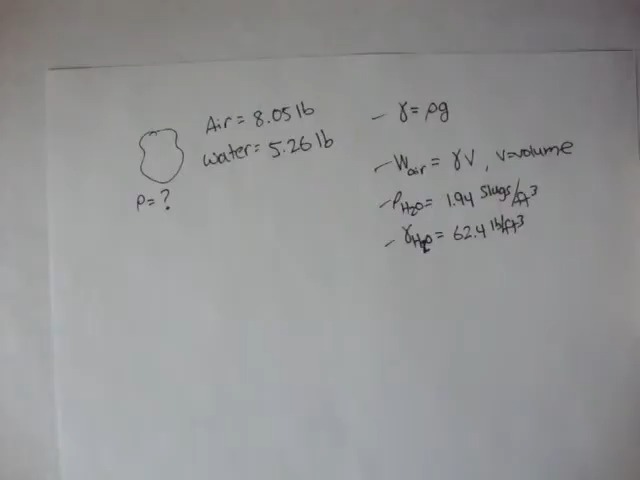 Air = 8.05 lb
water = 5.26 lb
ρ = ?
- γ = ρg
- Wair = γV, V=volume
- ρH₂O = 1.94 slugs/ft³
- γH₂O = 62.4 lb/ft³